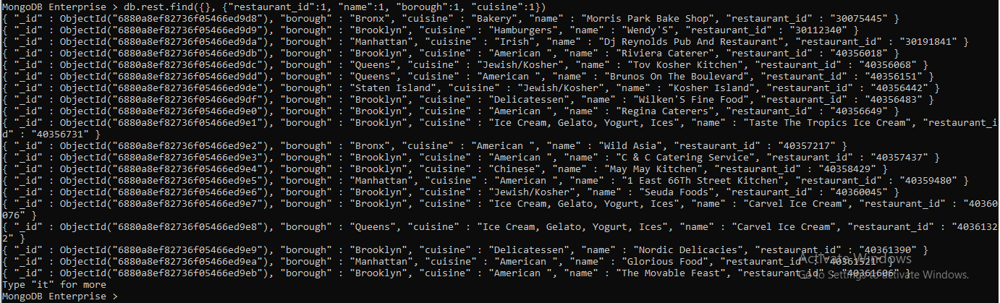 MongoDB Enterprise > db.rest.find({}, {"restaurant_id":1, "name":1, "borough":1, "cuisine":1})
{ "_id" : ObjectId("6880a8ef82736f05466ed9d8"), "borough" : "Bronx", "cuisine" : "Bakery", "name" : "Morris Park Bake Shop", "restaurant_id" : "30075445" }
{ "_id" : ObjectId("6880a8ef82736f05466ed9d9"), "borough" : "Brooklyn", "cuisine" : "Hamburgers", "name" : "Wendy'S", "restaurant_id" : "30112340" }
{ "_id" : ObjectId("6880a8ef82736f05466ed9da"), "borough" : "Manhattan", "cuisine" : "Irish", "name" : "Dj Reynolds Pub And Restaurant", "restaurant_id" : "30191841" }
{ "_id" : ObjectId("6880a8ef82736f05466ed9db"), "borough" : "Brooklyn", "cuisine" : "American ", "name" : "Riviera Caterer", "restaurant_id" : "40356018" }
{ "_id" : ObjectId("6880a8ef82736f05466ed9dc"), "borough" : "Queens", "cuisine" : "Jewish/Kosher", "name" : "Tov Kosher Kitchen", "restaurant_id" : "40356068" }
{ "_id" : ObjectId("6880a8ef82736f05466ed9dd"), "borough" : "Queens", "cuisine" : "American ", "name" : "Brunos On The Boulevard", "restaurant_id" : "40356151" }
{ "_id" : ObjectId("6880a8ef82736f05466ed9de"), "borough" : "Staten Island", "cuisine" : "Jewish/Kosher", "name" : "Kosher Island", "restaurant_id" : "40356442" }
{ "_id" : ObjectId("6880a8ef82736f05466ed9df"), "borough" : "Brooklyn", "cuisine" : "Delicatessen", "name" : "Wilken'S Fine Food", "restaurant_id" : "40356483" }
{ "_id" : ObjectId("6880a8ef82736f05466ed9e0"), "borough" : "Brooklyn", "cuisine" : "American ", "name" : "Regina Caterers", "restaurant_id" : "40356649" }
{ "_id" : ObjectId("6880a8ef82736f05466ed9e1"), "borough" : "Brooklyn", "cuisine" : "Ice Cream, Gelato, Yogurt, Ices", "name" : "Taste The Tropics Ice Cream", "restaurant_i
d" : "40356731" }
{ "_id" : ObjectId("6880a8ef82736f05466ed9e2"), "borough" : "Bronx", "cuisine" : "American ", "name" : "Wild Asia", "restaurant_id" : "40357217" }
{ "_id" : ObjectId("6880a8ef82736f05466ed9e3"), "borough" : "Brooklyn", "cuisine" : "American ", "name" : "C & C Catering Service", "restaurant_id" : "40357437" }
{ "_id" : ObjectId("6880a8ef82736f05466ed9e4"), "borough" : "Brooklyn", "cuisine" : "Chinese", "name" : "May May Kitchen", "restaurant_id" : "40358429" }
{ "_id" : ObjectId("6880a8ef82736f05466ed9e5"), "borough" : "Manhattan", "cuisine" : "American ", "name" : "1 East 66Th Street Kitchen", "restaurant_id" : "40359480" }
{ "_id" : ObjectId("6880a8ef82736f05466ed9e6"), "borough" : "Brooklyn", "cuisine" : "Jewish/Kosher", "name" : "Seuda Foods", "restaurant_id" : "40360045" }
{ "_id" : ObjectId("6880a8ef82736f05466ed9e7"), "borough" : "Brooklyn", "cuisine" : "Ice Cream, Gelato, Yogurt, Ices", "name" : "Carvel Ice Cream", "restaurant_id" : "40360
076" }
{ "_id" : ObjectId("6880a8ef82736f05466ed9e8"), "borough" : "Queens", "cuisine" : "Ice Cream, Gelato, Yogurt, Ices", "name" : "Carvel Ice Cream", "restaurant_id" : "4036132
2" }
{ "_id" : ObjectId("6880a8ef82736f05466ed9e9"), "borough" : "Brooklyn", "cuisine" : "Delicatessen", "name" : "Nordic Delicacies", "restaurant_id" : "40361390" }
{ "_id" : ObjectId("6880a8ef82736f05466ed9ea"), "borough" : "Manhattan", "cuisine" : "American ", "name" : "Glorious Food", "restaurant_id" : "40361521" }
{ "_id" : ObjectId("6880a8ef82736f05466ed9eb"), "borough" : "Brooklyn", "cuisine" : "American ", "name" : "The Movable Feast", "restaurant_id" : "40361606" }
Type "it" for more
MongoDB Enterprise >
Activate Windows
Go to Settings to activate Windows.